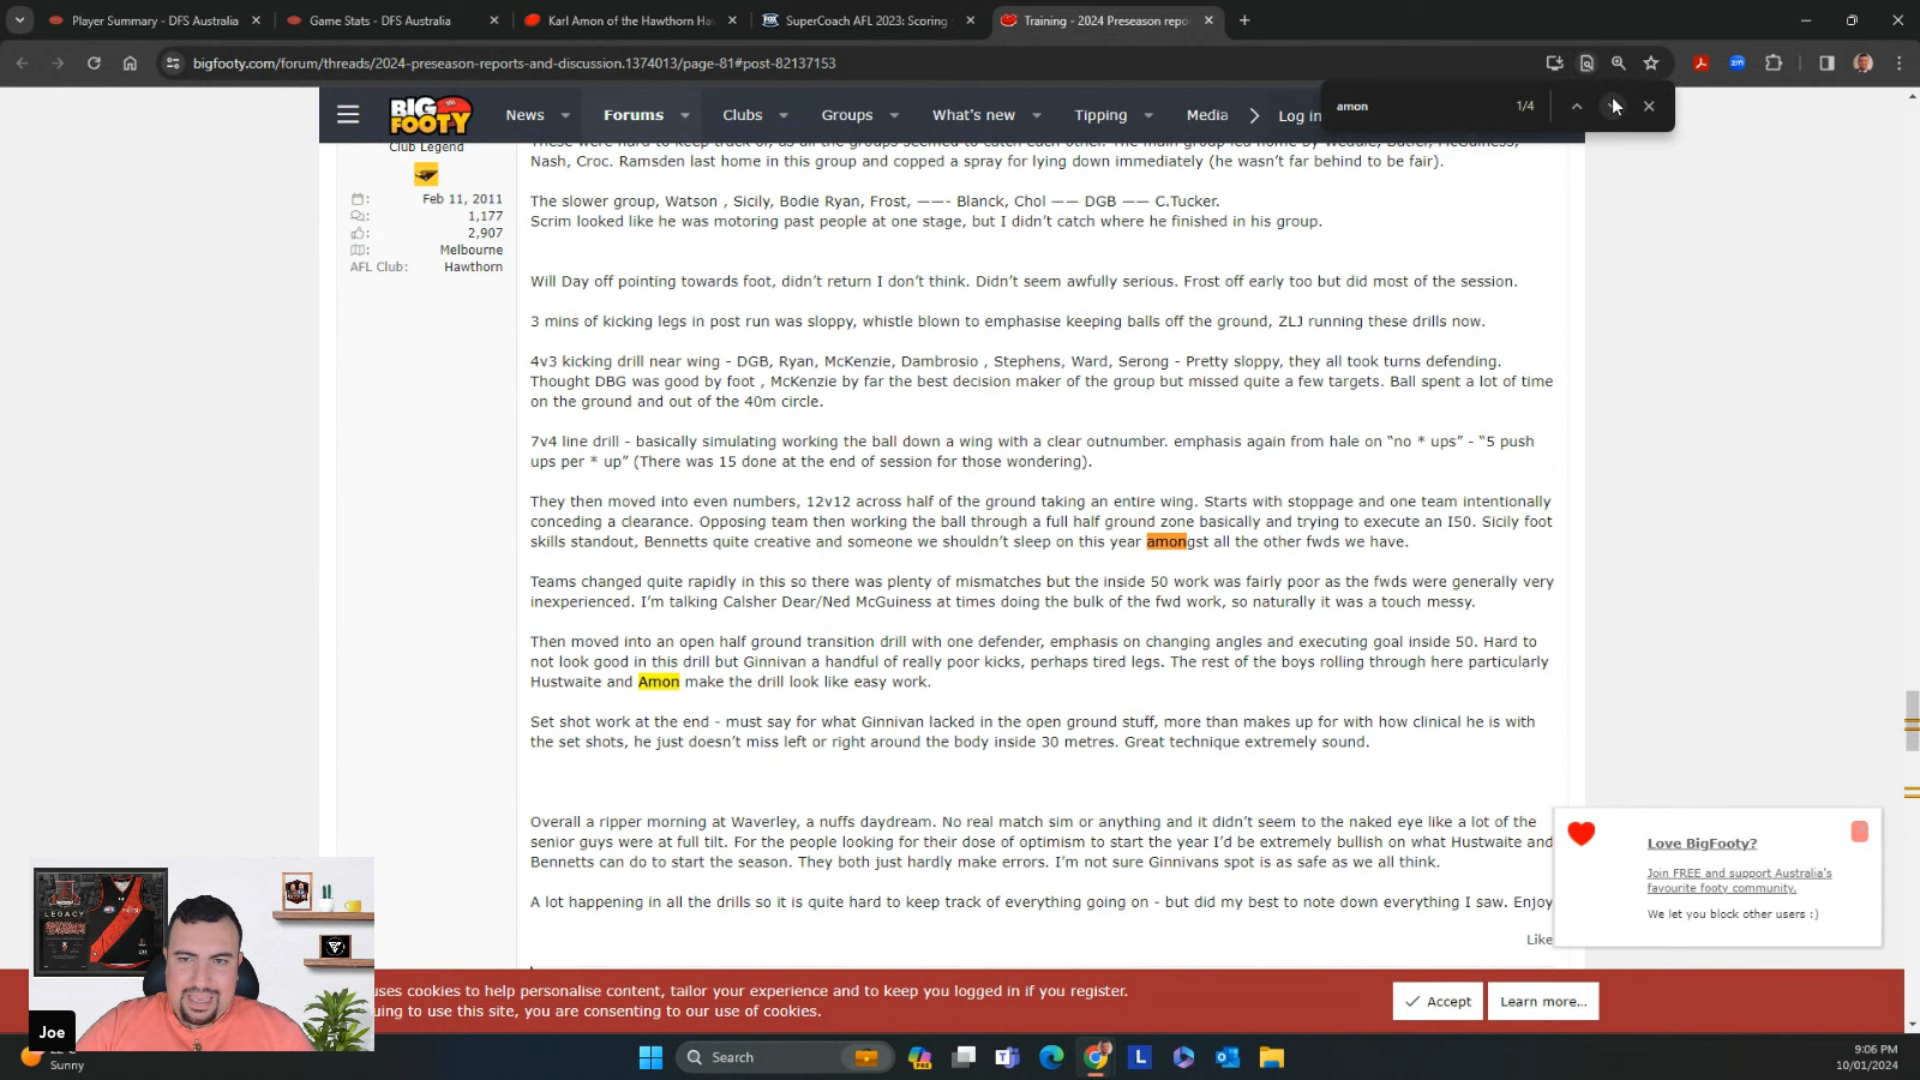 Player Summary - DFS Australia
Game Stats - DFS Australia
Karl Amon of the Hawthorn Ha
SuperCoach AFL 2023: Scoring
Training - 2024 Preseason repo
bigfooty.com/forum/threads/2024-preseason-reports-and-discussion.1374013/page-81#post-82137153
amon 1/4
BIG FOOTY News Forums Clubs Groups What's new Tipping Media Log in
Club Legend
Feb 11, 2011
1,177
2,907
Melbourne
AFL Club: Hawthorn
Nash, Croc. Ramsden last home in this group and copped a spray for lying down immediately (he wasn't far behind to be fair).
The slower group, Watson , Sicily, Bodie Ryan, Frost, ——- Blanck, Chol —— DGB —— C.Tucker.
Scrim looked like he was motoring past people at one stage, but I didn't catch where he finished in his group.
Will Day off pointing towards foot, didn't return I don't think. Didn't seem awfully serious. Frost off early too but did most of the session.
3 mins of kicking legs in post run was sloppy, whistle blown to emphasise keeping balls off the ground, ZLJ running these drills now.
4v3 kicking drill near wing - DGB, Ryan, McKenzie, Dambrosio , Stephens, Ward, Serong - Pretty sloppy, they all took turns defending.
Thought DBG was good by foot , McKenzie by far the best decision maker of the group but missed quite a few targets. Ball spent a lot of time
on the ground and out of the 40m circle.
7v4 line drill - basically simulating working the ball down a wing with a clear outnumber. emphasis again from hale on "no * ups" - "5 push
ups per * up" (There was 15 done at the end of session for those wondering).
They then moved into even numbers, 12v12 across half of the ground taking an entire wing. Starts with stoppage and one team intentionally
conceding a clearance. Opposing team then working the ball through a full half ground zone basically and trying to execute an I50. Sicily foot
skills standout, Bennetts quite creative and someone we shouldn't sleep on this year amongst all the other fwds we have.
Teams changed quite rapidly in this so there was plenty of mismatches but the inside 50 work was fairly poor as the fwds were generally very
inexperienced. I'm talking Calsher Dear/Ned McGuiness at times doing the bulk of the fwd work, so naturally it was a touch messy.
Then moved into an open half ground transition drill with one defender, emphasis on changing angles and executing goal inside 50. Hard to
not look good in this drill but Ginnivan a handful of really poor kicks, perhaps tired legs. The rest of the boys rolling through here particularly
Hustwaite and Amon make the drill look like easy work.
Set shot work at the end - must say for what Ginnivan lacked in the open ground stuff, more than makes up for with how clinical he is with
the set shots, he just doesn't miss left or right around the body inside 30 metres. Great technique extremely sound.
Overall a ripper morning at Waverley, a nuffs daydream. No real match sim or anything and it didn't seem to the naked eye like a lot of the
senior guys were at full tilt. For the people looking for their dose of optimism to start the year I'd be extremely bullish on what Hustwaite and
Bennetts can do to start the season. They both just hardly make errors. I'm not sure Ginnivans spot is as safe as we all think.
A lot happening in all the drills so it is quite hard to keep track of everything going on - but did my best to note down everything I saw. Enjoy
Like
Love BigFooty?
Join FREE and support Australia's
favourite footy community.
We let you block other users :)
uses cookies to help personalise content, tailor your experience and to keep you logged in if you register.
uing to use this site, you are consenting to our use of cookies.
Accept
Learn more...
LEGACY
Joe
Sunny
Search
9:06 PM
10/01/2024